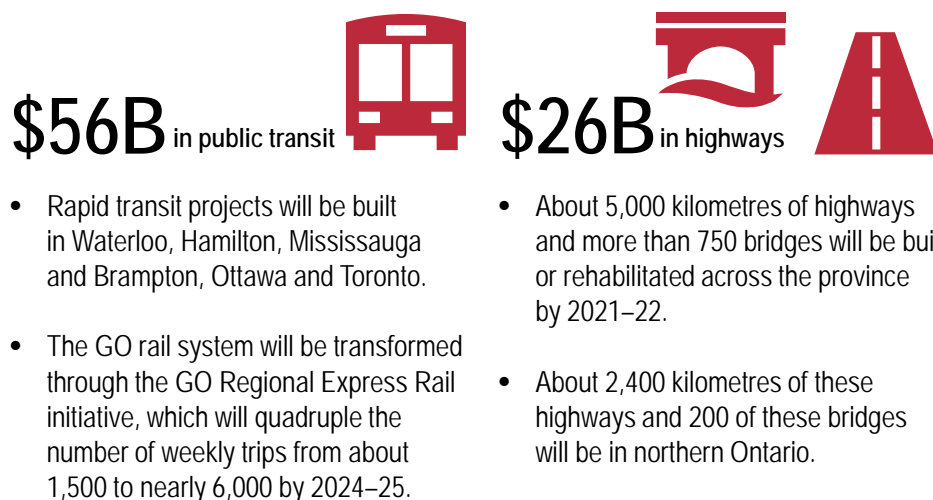 $56B in public transit
• Rapid transit projects will be built
in Waterloo, Hamilton, Mississauga
and Brampton, Ottawa and Toronto.
• The GO rail system will be transformed
through the GO Regional Express Rail
initiative, which will quadruple the
number of weekly trips from about
1,500 to nearly 6,000 by 2024–25.
$26B in highways
• About 5,000 kilometres of highways
and more than 750 bridges will be
or rehabilitated across the province
by 2021–22.
• About 2,400 kilometres of these
highways and 200 of these bridges
will be in northern Ontario.